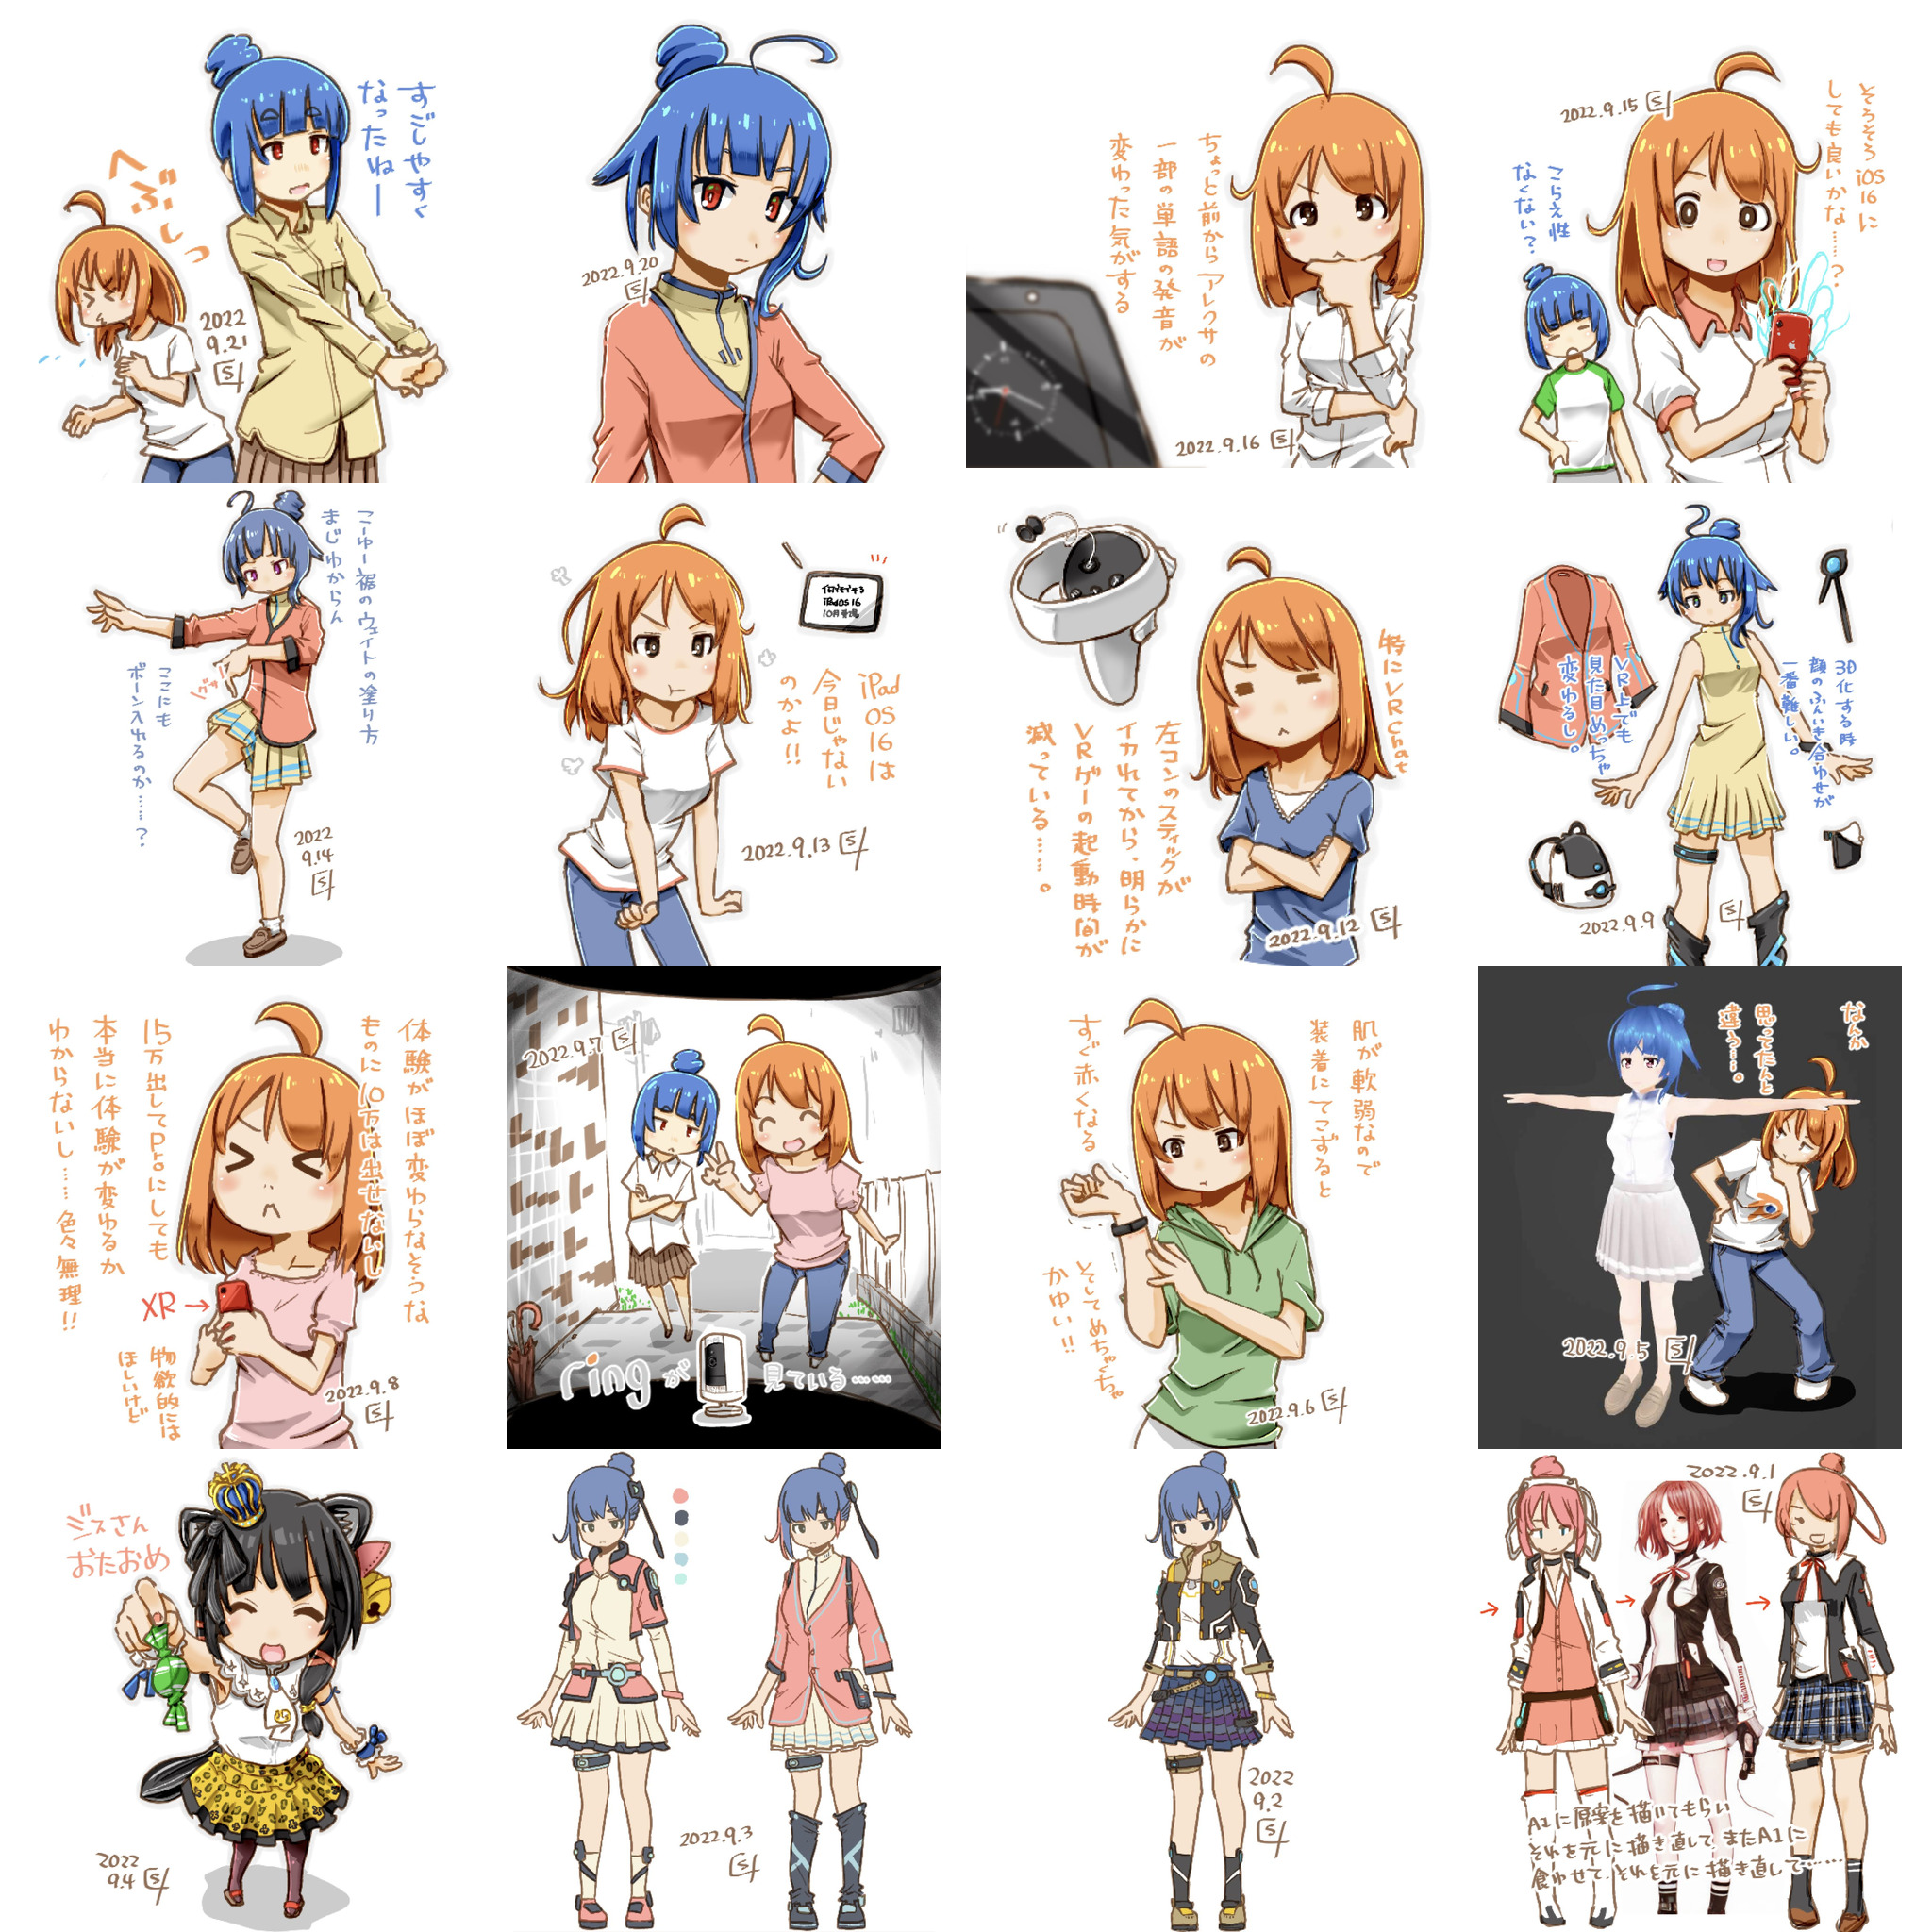 すごしやすく
なったねー
へぶしっ
2022
9.21
2022.9.20
ちょっと前からアレクサの
一部の単語の発音が
変わった気がする
2022.9.16
2022.9.15
そろそろiOS16に
しても良いかな……?
こらえ性
なくない?
こーゆー裾のウェイトの塗り方
まじわからん
ここにも
ボーン入れるのか……?
2022
9.14
iPadOS16
10月登場
iPad
OS
16は
今日じゃない
のかよ!!
2022.9.13
特にVRChat
左コンのスティックが
イカれてから、明らかに
VRゲーの起動時間が
減っている……。
2022.9.12
3D化する時
顔のふんいき合わせが
一番難しい。
VR上でも
見た目めっちゃ
変わるし。
2022.9.9
体験がほぼ変わらなそうな
ものに10万は出せないし
15万出してProにしても
本当に体験が変わるか
わからないし……色々無理!!
XR→
物欲的には
ほしいけど
2022.9.8
2022.9.7
ringが見ている……
肌が軟弱なので
装着にてこずると
すぐ赤くなる
そしてめちゃくちゃ
かゆい!!
2022.9.6
なんか
思ってたんと
違う……。
2022.9.5
ミスさん
おたおめ
2022
9.4
2022.9.3
2022
9.2
2022.9.1
AIに原案を描いてもらい
それを元に描き直して、またAIに
食わせて、それを元に描き直して……